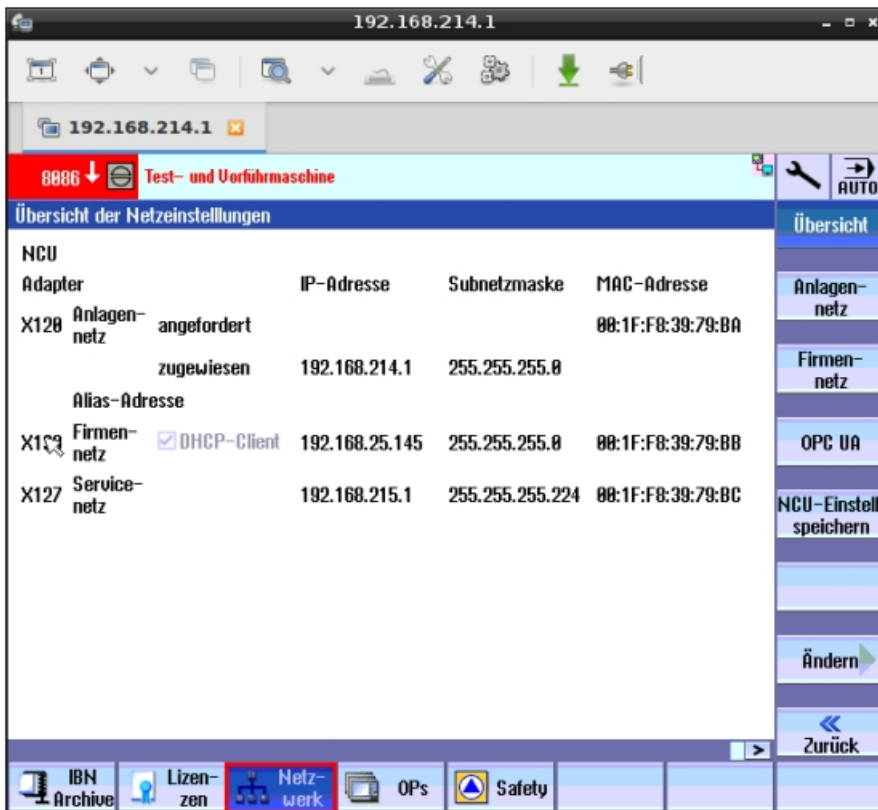 192.168.214.1
192.168.214.1
8086 Test- und Vorführmaschine
AUTO
Übersicht der Netzeinstelllungen
Übersicht
NCU
Adapter IP-Adresse Subnetzmaske MAC-Adresse
X120 Anlagen-
netz
angefordert 00:1F:F8:39:79:BA
zugewiesen 192.168.214.1 255.255.255.0
Alias-Adresse
Firmen-
netz
DHCP-Client 192.168.25.145 255.255.255.0 00:1F:F8:39:79:BB
X127 Service-
netz
192.168.215.1 255.255.255.224 00:1F:F8:39:79:BC
Anlagen-
netz
Firmen-
netz
OPC UA
NCU-Einstell
speichern
Ändern
Zurück
IBN
Archive
Lizen-
zen
Netz-
werk
OPs
Safety